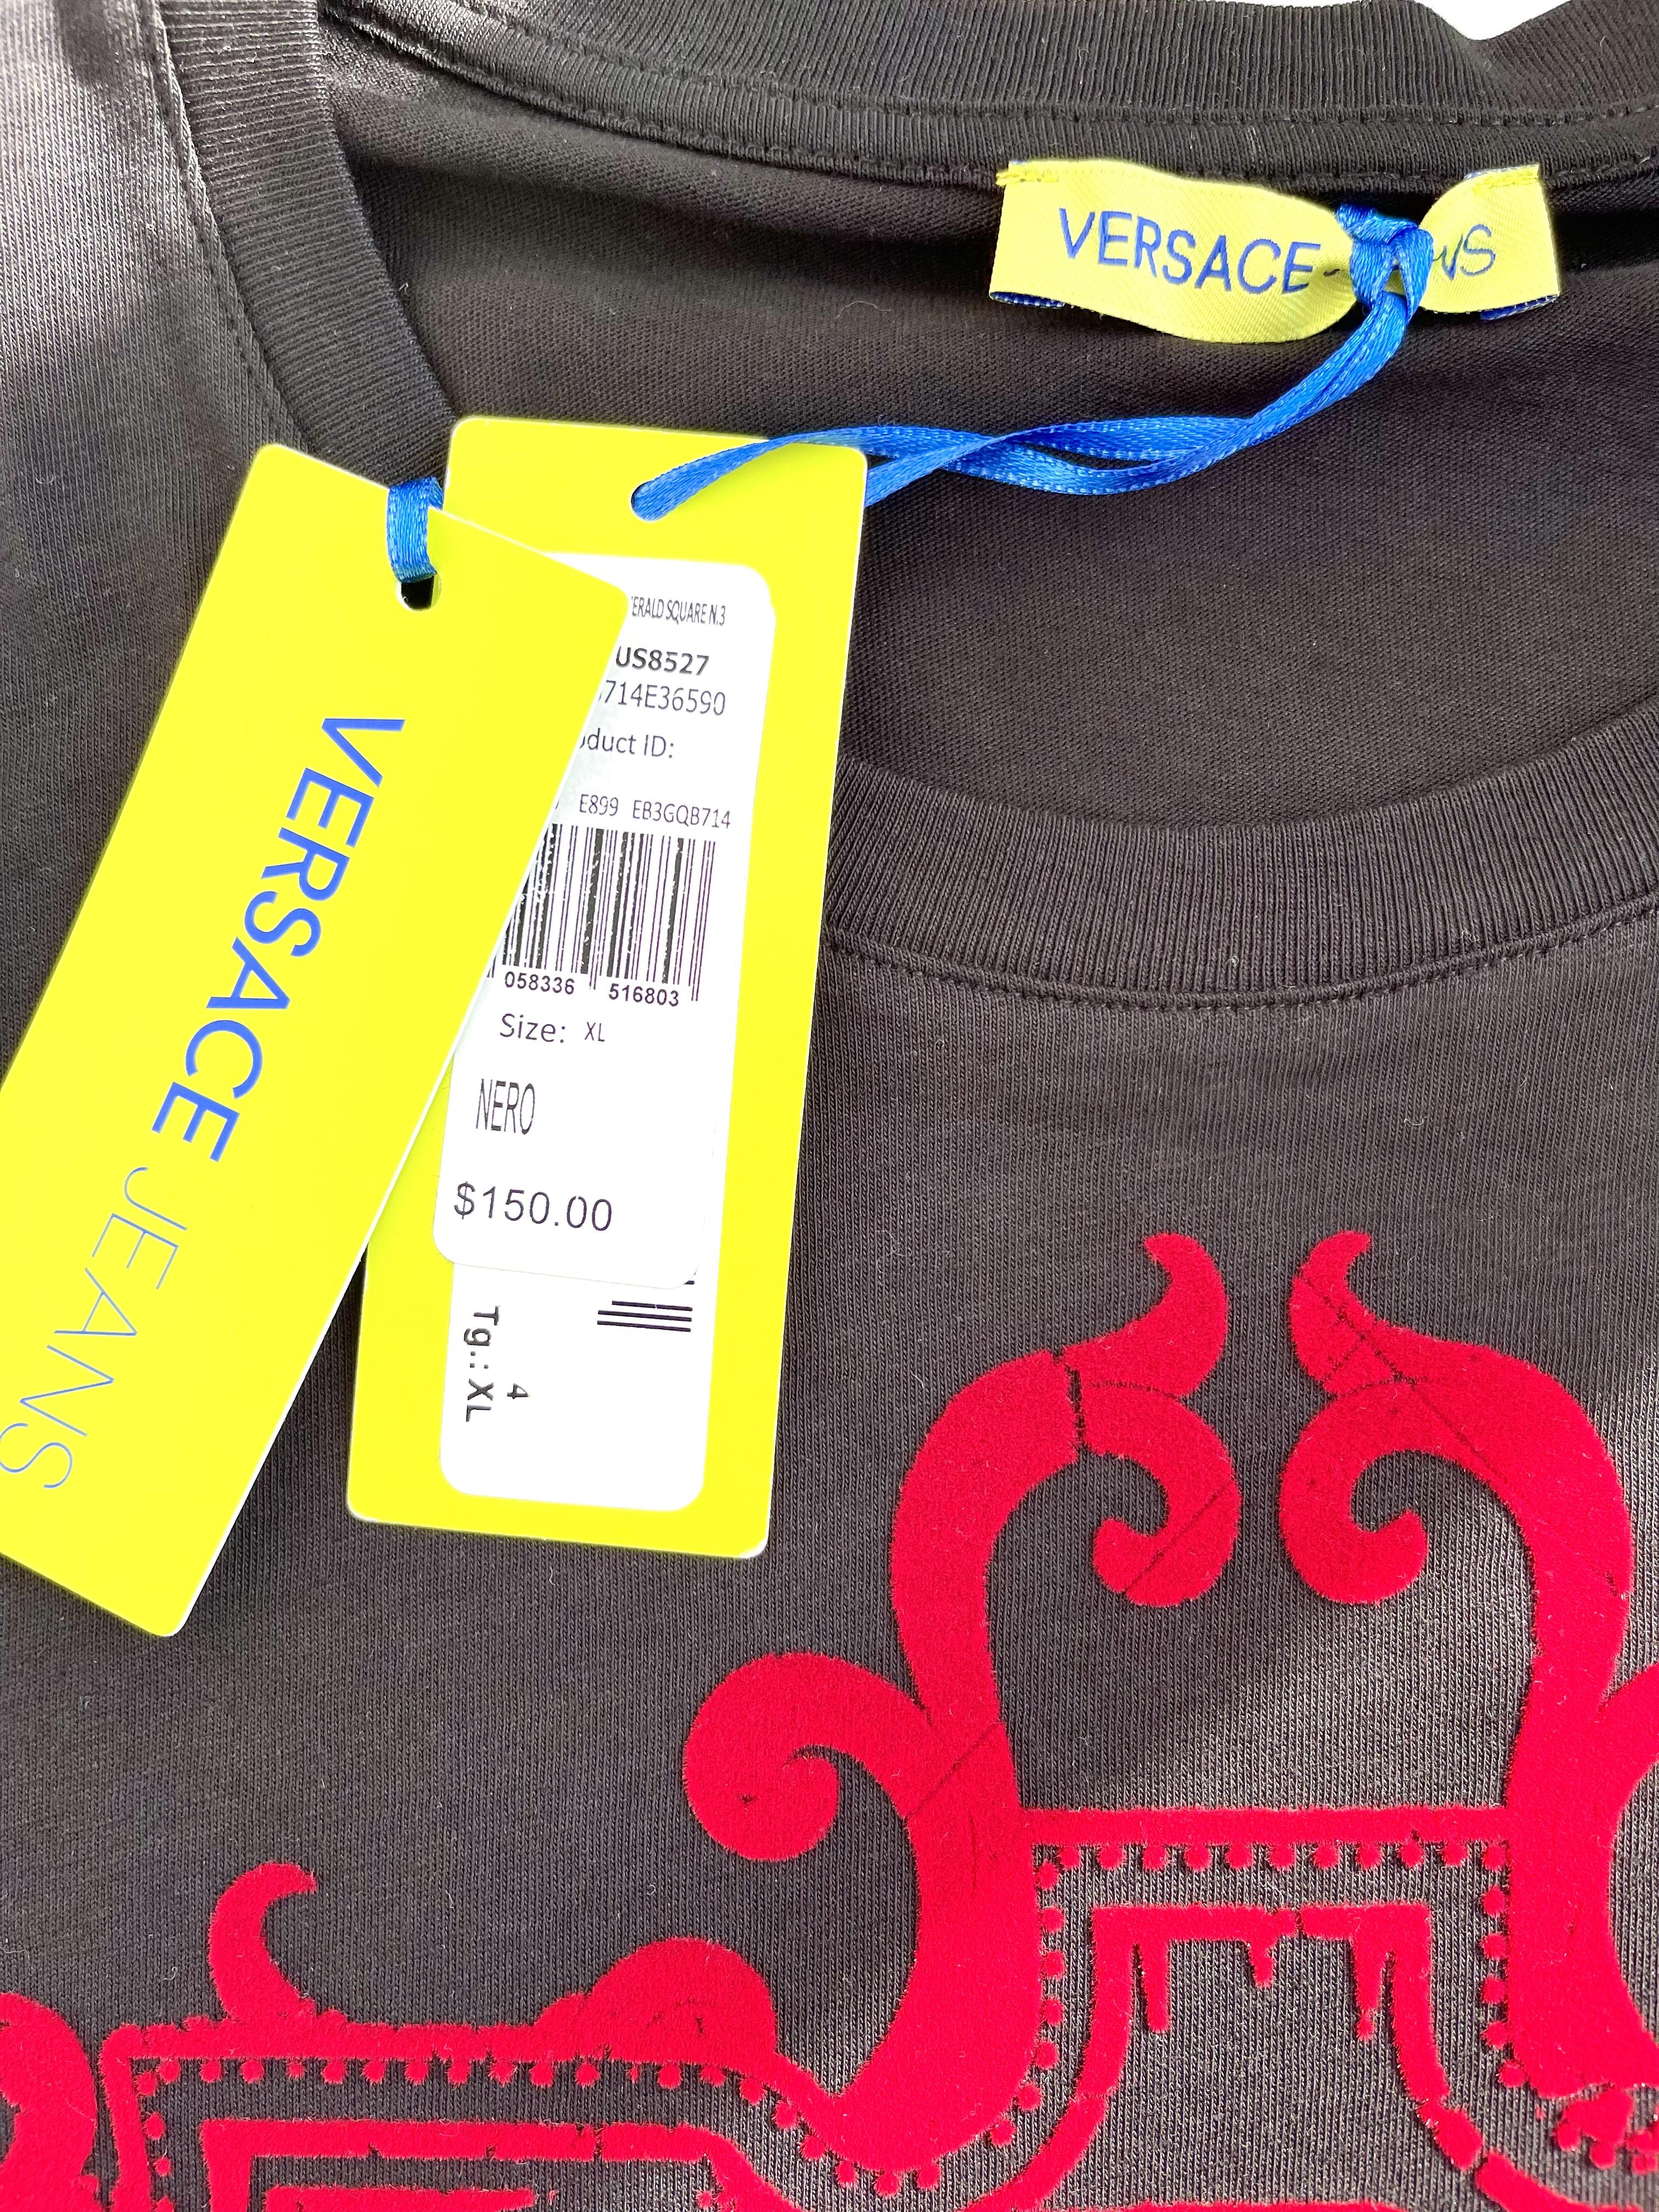 VERSACE
VERSACE JEANS
ERALD SQUARE N.3
US8527
714E36590
duct ID:
E899 EB3GQB714
058336 516803
Size: XL
NERO
$150.00
4
Tg.: XL